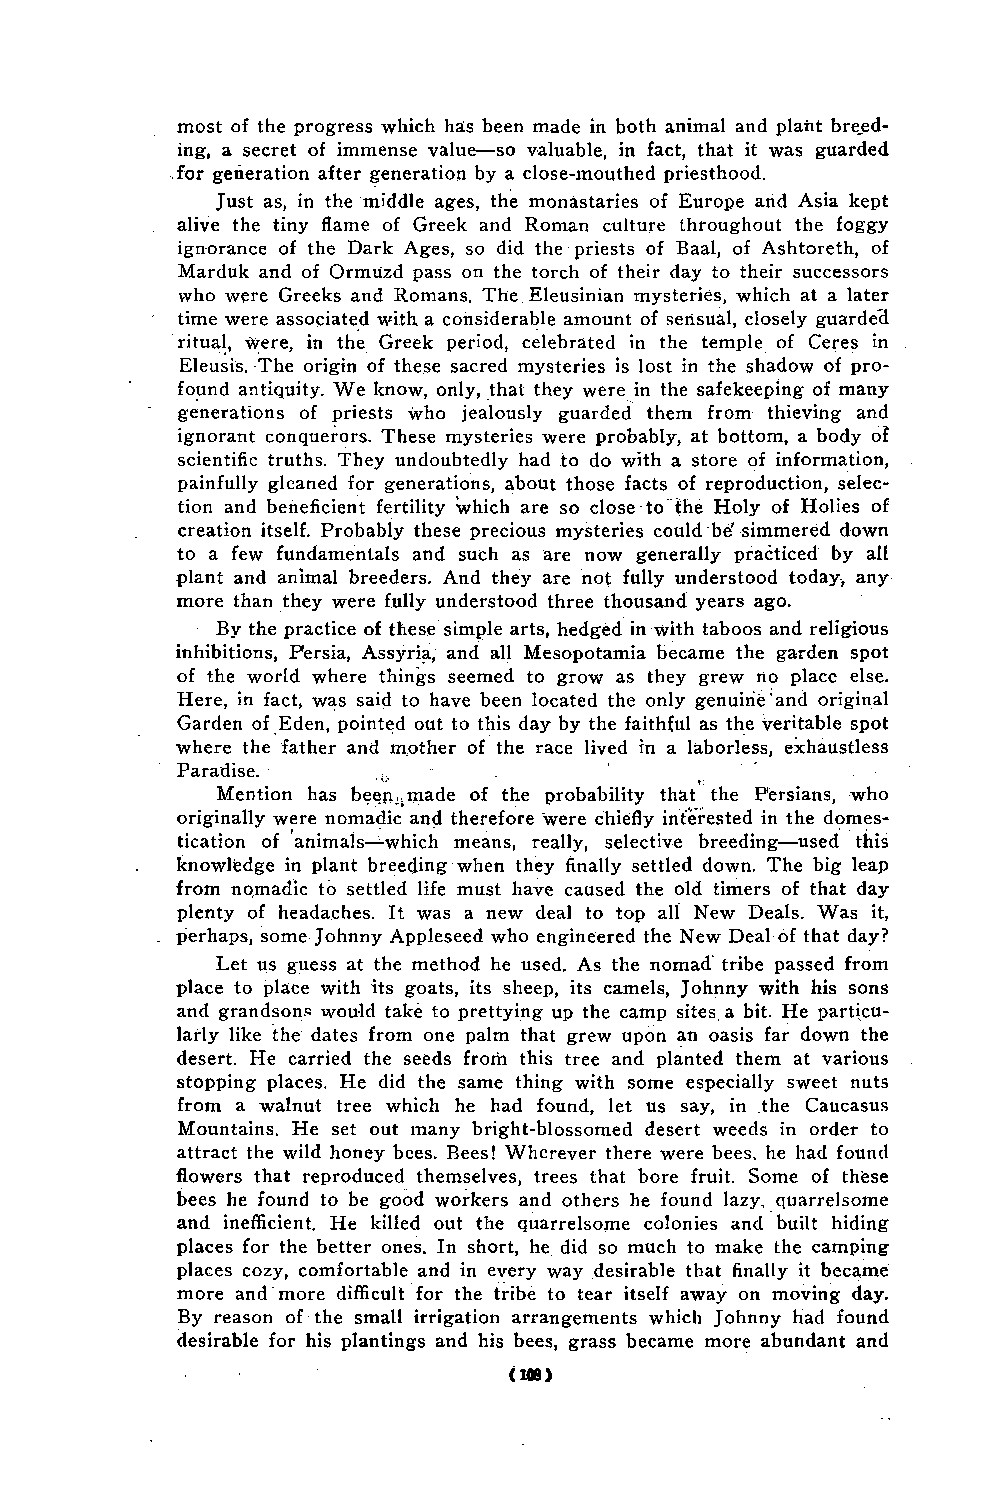 most of the progress which has been made in both animal and plant breed-
ing, a secret of immense value—so valuable, in fact, that it was guarded
for generation after generation by a close-mouthed priesthood.
Just as, in the middle ages, the monastaries of Europe and Asia kept
alive the tiny flame of Greek and Roman culture throughout the foggy
ignorance of the Dark Ages, so did the priests of Baal, of Ashtoreth, of
Marduk and of Ormuzd pass on the torch of their day to their successors
who were Greeks and Romans. The Eleusinian mysteries, which at a later
time were associated with a considerable amount of sensual, closely guarded
ritual, were, in the Greek period, celebrated in the temple of Ceres in
Eleusis. The origin of these sacred mysteries is lost in the shadow of pro-
found antiquity. We know, only, that they were in the safekeeping of many
generations of priests who jealously guarded them from thieving and
ignorant conquerors. These mysteries were probably, at bottom, a body of
scientific truths. They undoubtedly had to do with a store of information,
painfully gleaned for generations, about those facts of reproduction, selec-
tion and beneficient fertility which are so close to the Holy of Holies of
creation itself. Probably these precious mysteries could be simmered down
to a few fundamentals and such as are now generally practiced by all
plant and animal breeders. And they are not fully understood today, any
more than they were fully understood three thousand years ago.
By the practice of these simple arts, hedged in with taboos and religious
inhibitions, Persia, Assyria, and all Mesopotamia became the garden spot
of the world where things seemed to grow as they grew no place else.
Here, in fact, was said to have been located the only genuine and original
Garden of Eden, pointed out to this day by the faithful as the veritable spot
where the father and mother of the race lived in a laborless, exhaustless
Paradise.
Mention has been made of the probability that the Persians, who
originally were nomadic and therefore were chiefly interested in the domes-
tication of animals—which means, really, selective breeding—used this
knowledge in plant breeding when they finally settled down. The big leap
from nomadic to settled life must have caused the old timers of that day
plenty of headaches. It was a new deal to top all New Deals. Was it,
perhaps, some Johnny Appleseed who engineered the New Deal of that day?
Let us guess at the method he used. As the nomad tribe passed from
place to place with its goats, its sheep, its camels, Johnny with his sons
and grandsons would take to prettying up the camp sites a bit. He particu-
larly like the dates from one palm that grew upon an oasis far down the
desert. He carried the seeds from this tree and planted them at various
stopping places. He did the same thing with some especially sweet nuts
from a walnut tree which he had found, let us say, in the Caucasus
Mountains. He set out many bright-blossomed desert weeds in order to
attract the wild honey bees. Bees! Wherever there were bees, he had found
flowers that reproduced themselves, trees that bore fruit. Some of these
bees he found to be good workers and others he found lazy, quarrelsome
and inefficient. He killed out the quarrelsome colonies and built hiding
places for the better ones. In short, he did so much to make the camping
places cozy, comfortable and in every way desirable that finally it became
more and more difficult for the tribe to tear itself away on moving day.
By reason of the small irrigation arrangements which Johnny had found
desirable for his plantings and his bees, grass became more abundant and
(108)